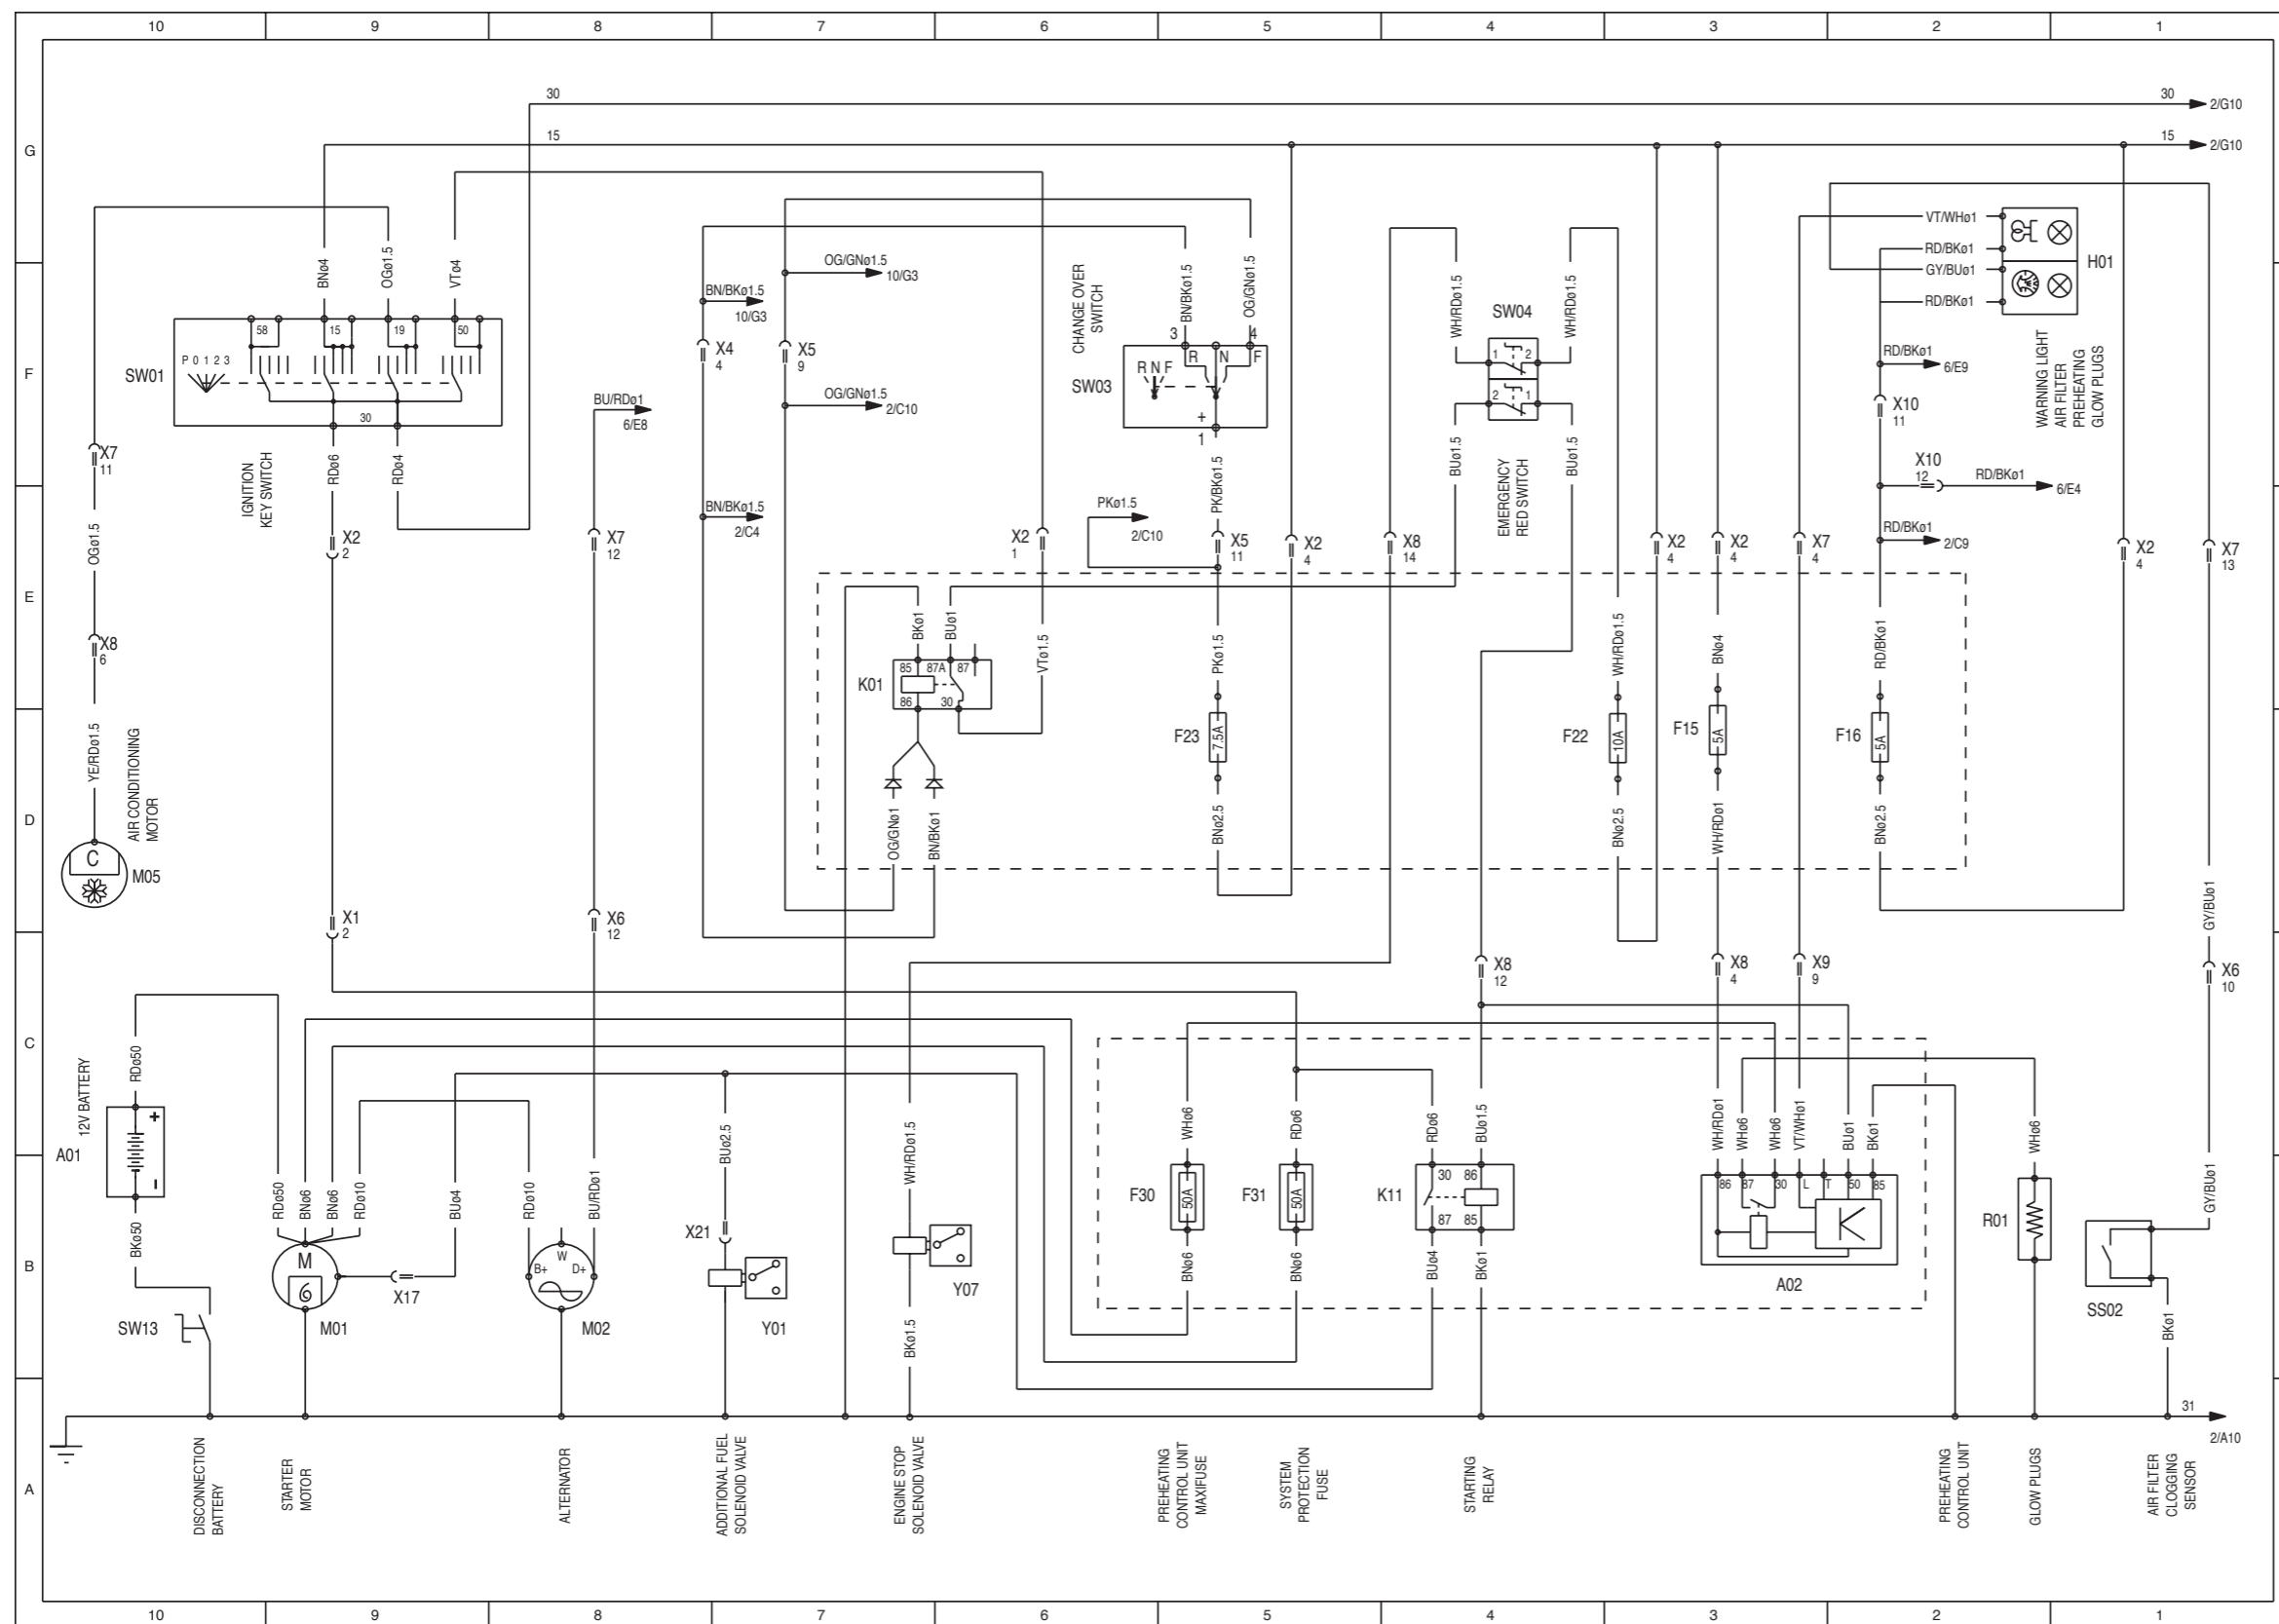 10 9 8 7 6 5 4 3 2 1
30 30 2/G10
15 15 2/G10
G
F
E
D
C
B
A
BNø4
OGø1.5
VTø4
58 15 19 50
P 0 1 2 3
SW01
30
IGNITION
KEY SWITCH
RDø6
RDø4
X7
11
OGø1.5
X8
6
YE/RDø1.5
AIR CONDITIONING
MOTOR
C
M05
X2
2
X1
2
BU/RDø1
6/E8
X7
12
X6
12
OG/GNø1.5
10/G3
BN/BKø1.5
10/G3
X4
4
X5
9
OG/GNø1.5
2/C10
BN/BKø1.5
2/C4
CHANGE OVER
SWITCH
BN/BKø1.5
OG/GNø1.5
3 4
R N F
R N F
SW03
+
1
PK/BKø1.5
PKø1.5
2/C10
X5
11
X2
4
X2
1
VTø1.5
BKø1
BUø1
85 87A 87
K01
86 30
OG/GNø1
BN/BKø1
PKø1.5
F23
7.5A
BNø2.5
WH/RDø1.5
WH/RDø1.5
SW04
1 2
2 1
BUø1.5
BUø1.5
EMERGENCY
RED SWITCH
X8
14
X2
4
X2
4
X7
4
WH/RDø1.5
F22
10A
BNø2.5
BNø4
F15
5A
WH/RDø1
RD/BKø1
F16
5A
BNø2.5
VT/WHø1
RD/BKø1
GY/BUø1
RD/BKø1
H01
WARNING LIGHT
AIR FILTER
PREHEATING
GLOW PLUGS
RD/BKø1
6/E9
X10
11
X10
12
RD/BKø1
6/E4
RD/BKø1
2/C9
X2
4
X7
13
GY/BUø1
X6
10
GY/BUø1
X8
12
X8
4
X9
9
RDø50
12V BATTERY
+
-
A01
BKø50
SW13
RDø50
BNø6
BNø6
RDø10
BUø4
M
M01
X17
RDø10
BU/RDø1
W
B+ D+
M02
BUø2.5
X21
Y01
WH/RDø1.5
Y07
BKø1.5
WHø6
F30
50A
BNø6
RDø6
F31
50A
BNø6
RDø6
BUø1.5
30 86
K11
87 85
BUø4
BKø1
WH/RDø1
WHø6
WHø6
VT/WHø1
BUø1
BKø1
86 87 30 L T 50 85
A02
WHø6
R01
SS02
BKø1
31
2/A10
DISCONNECTION
BATTERY
STARTER
MOTOR
ALTERNATOR
ADDITIONAL FUEL
SOLENOID VALVE
ENGINE STOP
SOLENOID VALVE
PREHEATING
CONTROL UNIT
MAXIFUSE
SYSTEM
PROTECTION
FUSE
STARTING
RELAY
PREHEATING
CONTROL UNIT
GLOW PLUGS
AIR FILTER
CLOGGING
SENSOR
10 9 8 7 6 5 4 3 2 1